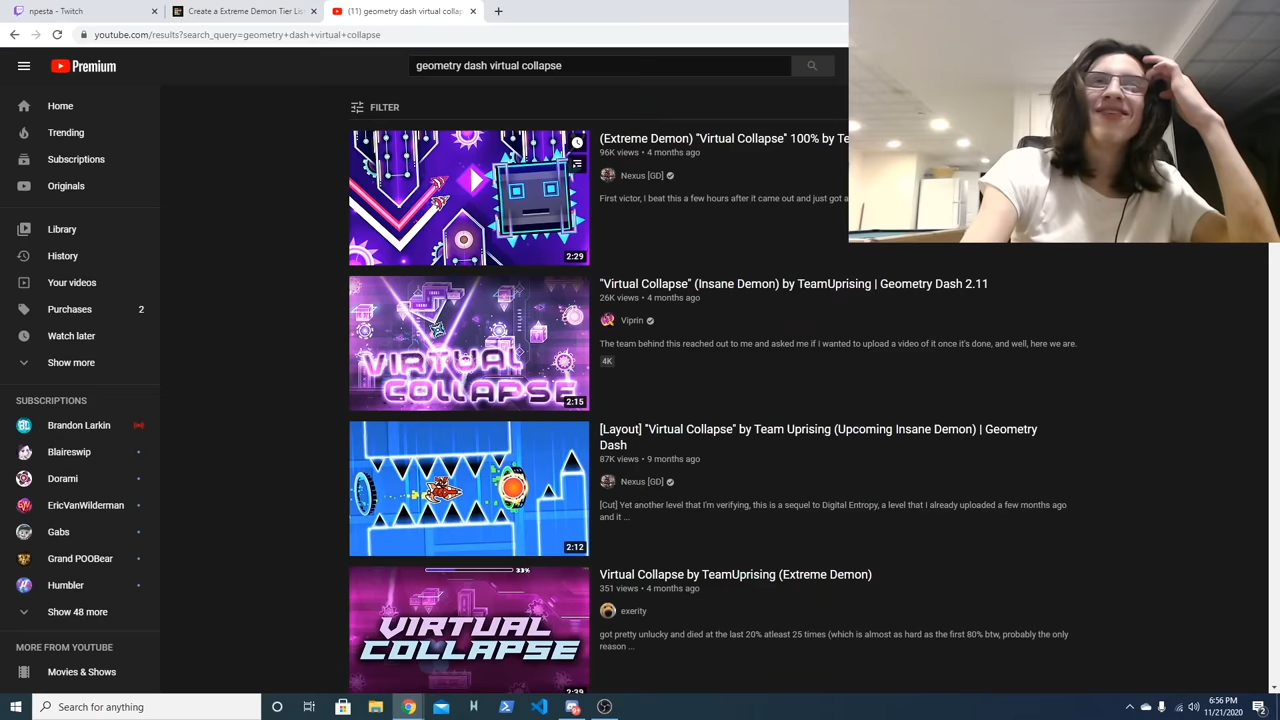 npesta - Twitch
Create a Extreme Demon Tier Lis
(11) geometry dash virtual collap
youtube.com/results?search_query=geometry+dash+virtual+collapse
Premium
geometry dash virtual collapse
Home
Trending
Subscriptions
Originals
Library
History
Your videos
Purchases 2
Watch later
Show more
SUBSCRIPTIONS
Brandon Larkin
Blaireswip
Dorami
EricVanWilderman
Gabs
Grand POOBear
Humbler
Show 48 more
MORE FROM YOUTUBE
Movies & Shows
FILTER
2:29
(Extreme Demon) "Virtual Collapse" 100% by Te
96K views • 4 months ago
Nexus [GD]
First victor, I beat this a few hours after it came out and just got a
VIRTUAL
COLLAPSE
2:15
"Virtual Collapse" (Insane Demon) by TeamUprising | Geometry Dash 2.11
26K views • 4 months ago
Viprin
The team behind this reached out to me and asked me if I wanted to upload a video of it once it's done, and well, here we are.
4K
2:12
[Layout] "Virtual Collapse" by Team Uprising (Upcoming Insane Demon) | Geometry
Dash
87K views • 9 months ago
Nexus [GD]
[Cut] Yet another level that I'm verifying, this is a sequel to Digital Entropy, a level that I already uploaded a few months ago
and it ...
33%
VIRTUAL
COLLAPSE
2:39
Virtual Collapse by TeamUprising (Extreme Demon)
351 views • 4 months ago
exerity
got pretty unlucky and died at the last 20% atleast 25 times (which is almost as hard as the first 80% btw, probably the only
reason ...
Search for anything
6:56 PM
11/21/2020
2